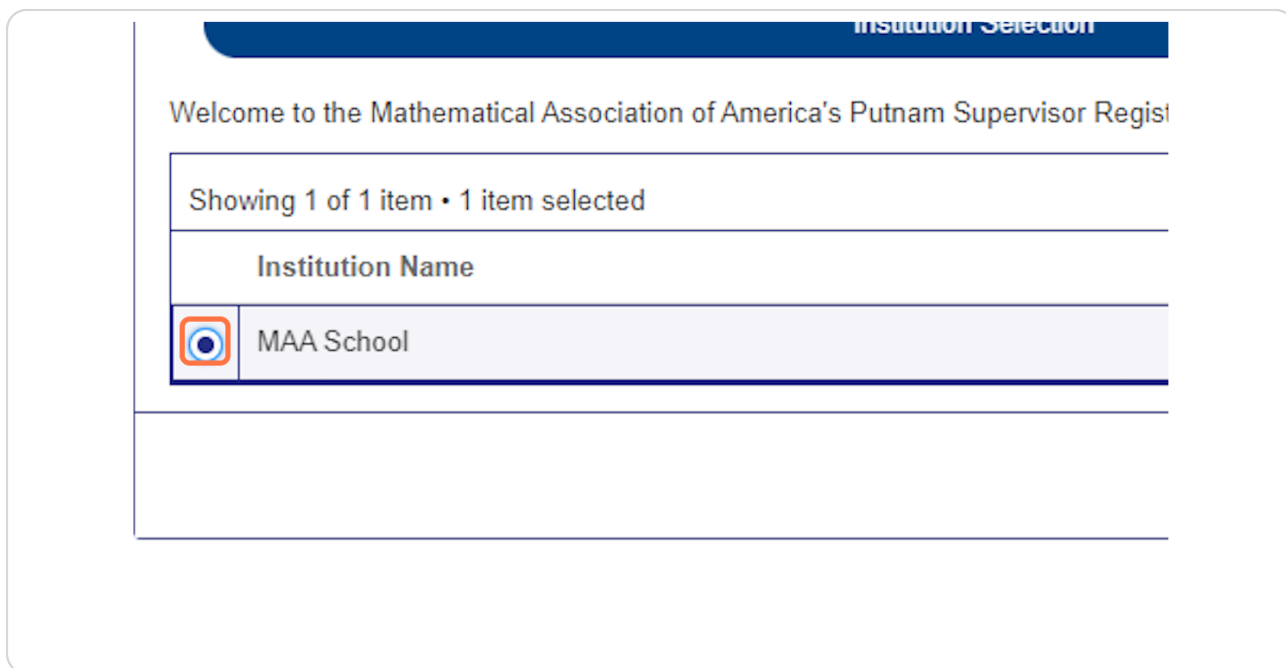 Institution Selection
Welcome to the Mathematical Association of America's Putnam Supervisor Regist
Showing 1 of 1 item • 1 item selected
Institution Name
MAA School